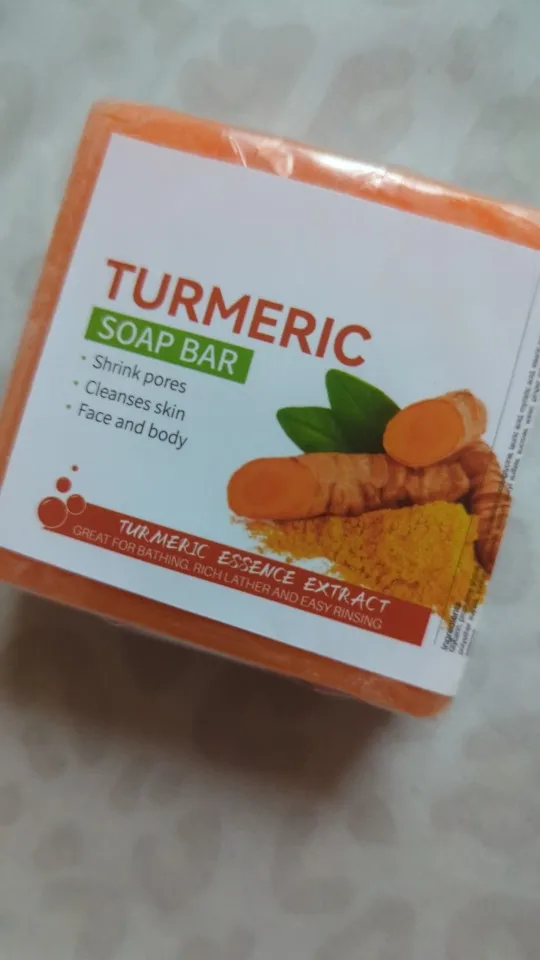 TURMERIC
SOAP BAR
• Shrink pores
• Cleanses skin
• Face and body
TURMERIC ESSENCE EXTRACT
GREAT FOR BATHING, RICH LATHER AND EASY RINSING
Ingredients